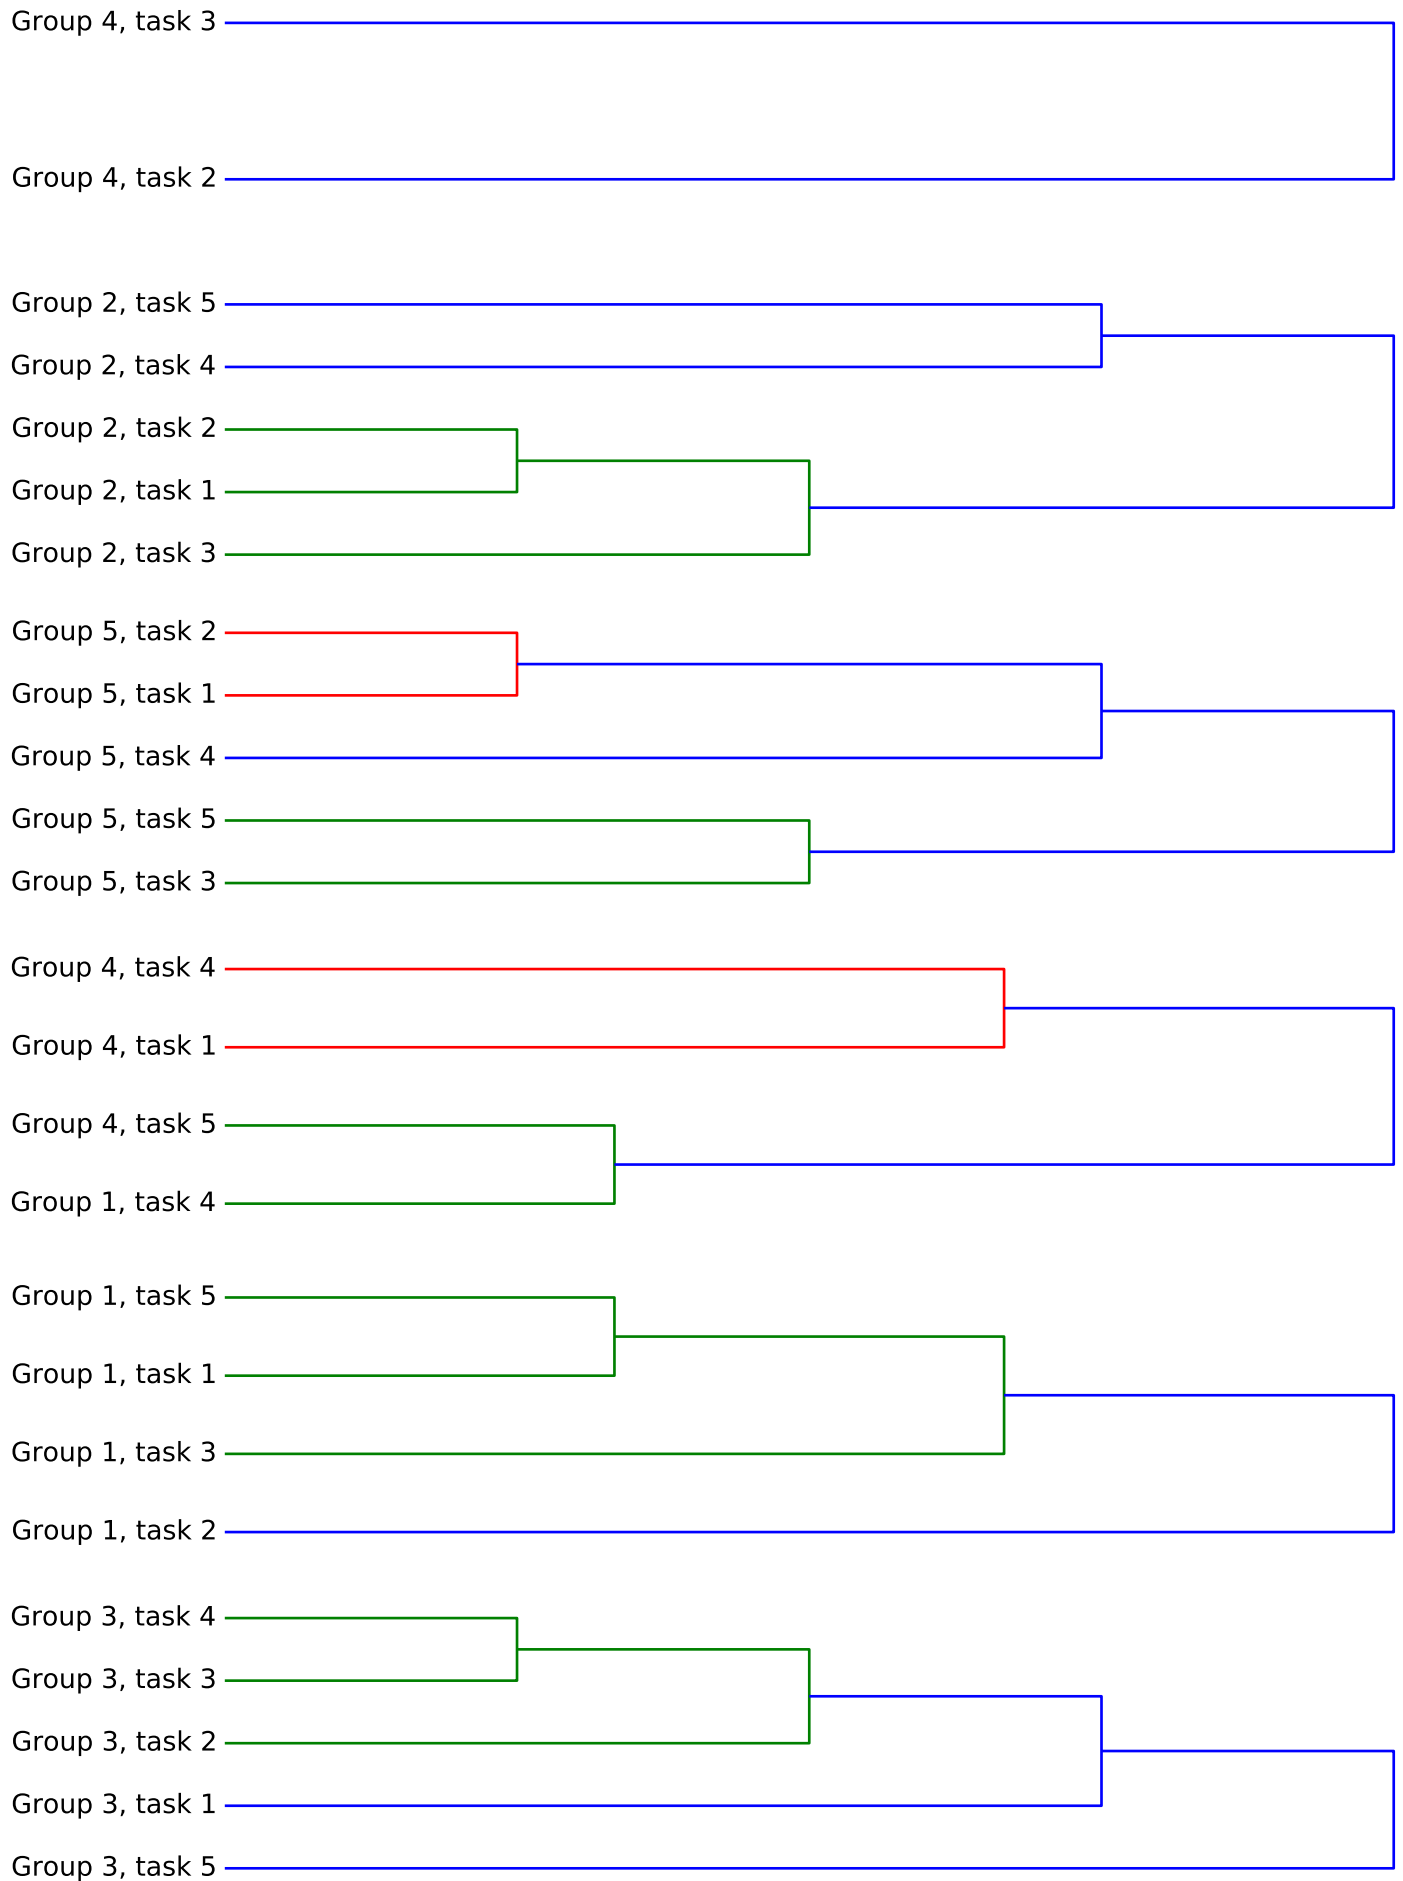 Group 4, task 3
Group 4, task 2
Group 2, task 5
Group 2, task 4
Group 2, task 2
Group 2, task 1
Group 2, task 3
Group 5, task 2
Group 5, task 1
Group 5, task 4
Group 5, task 5
Group 5, task 3
Group 4, task 4
Group 4, task 1
Group 4, task 5
Group 1, task 4
Group 1, task 5
Group 1, task 1
Group 1, task 3
Group 1, task 2
Group 3, task 4
Group 3, task 3
Group 3, task 2
Group 3, task 1
Group 3, task 5